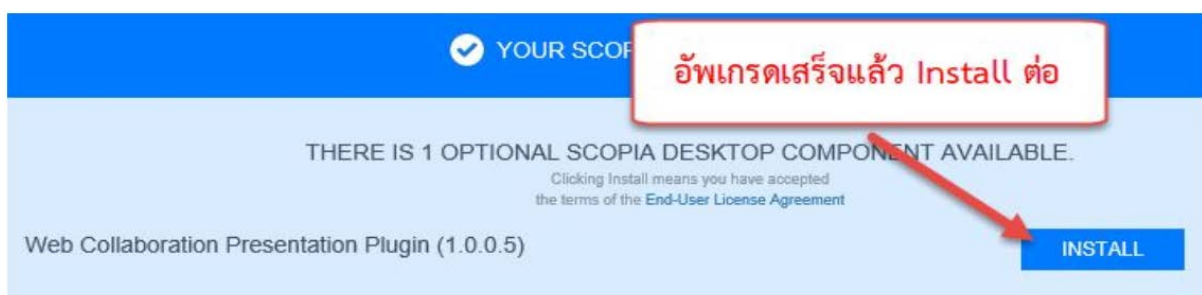 YOUR SCOP
อัพเกรดเสร็จแล้ว Install ต่อ
THERE IS 1 OPTIONAL SCOPIA DESKTOP COMPONENT AVAILABLE.
Clicking Install means you have accepted
the terms of the End-User License Agreement
Web Collaboration Presentation Plugin (1.0.0.5)
INSTALL